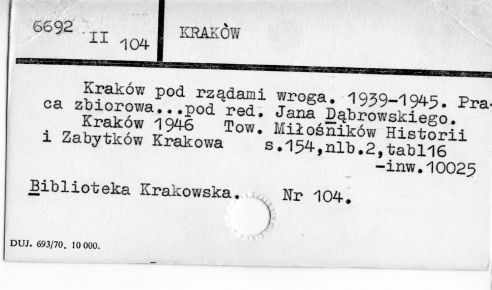 6692 II 104
KRAKÒW
Kraków pod rządami wroga. 1939-1945. Pra-
ca zbiorowa...pod red. Jana Dąbrowskiego.
Kraków 1946 Tow. Miłośników Historii
i Zabytków Krakowa s.154,nlb.2,tabl16
-inw.10025
Biblioteka Krakowska. Nr 104.
DUJ. 693/70. 10 000.